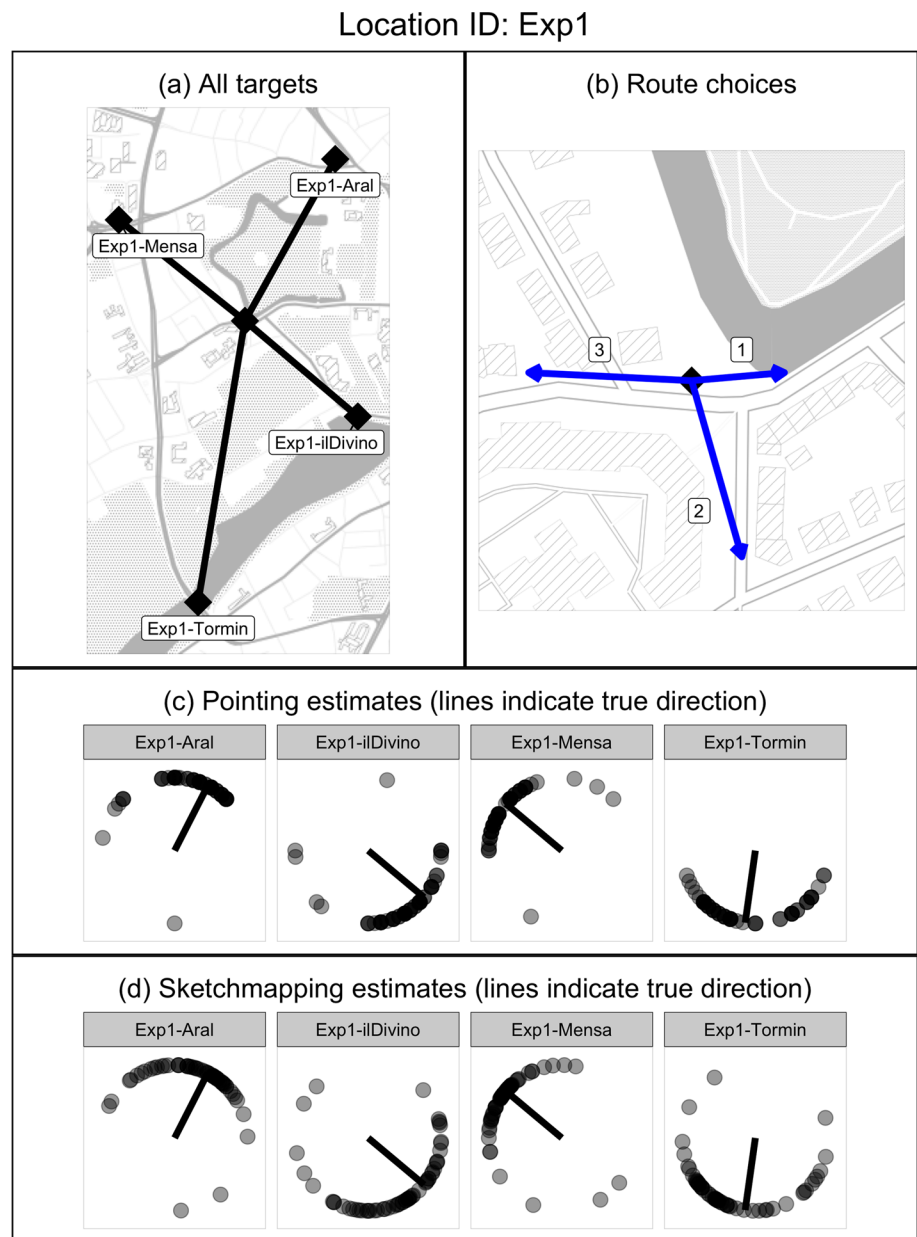 Location ID: Exp1
(a) All targets
Exp1-Aral
Exp1-Mensa
Exp1-ilDivino
Exp1-Tormin
(b) Route choices
3
1
2
(c) Pointing estimates (lines indicate true direction)
Exp1-Aral
Exp1-ilDivino
Exp1-Mensa
Exp1-Tormin
(d) Sketchmapping estimates (lines indicate true direction)
Exp1-Aral
Exp1-ilDivino
Exp1-Mensa
Exp1-Tormin